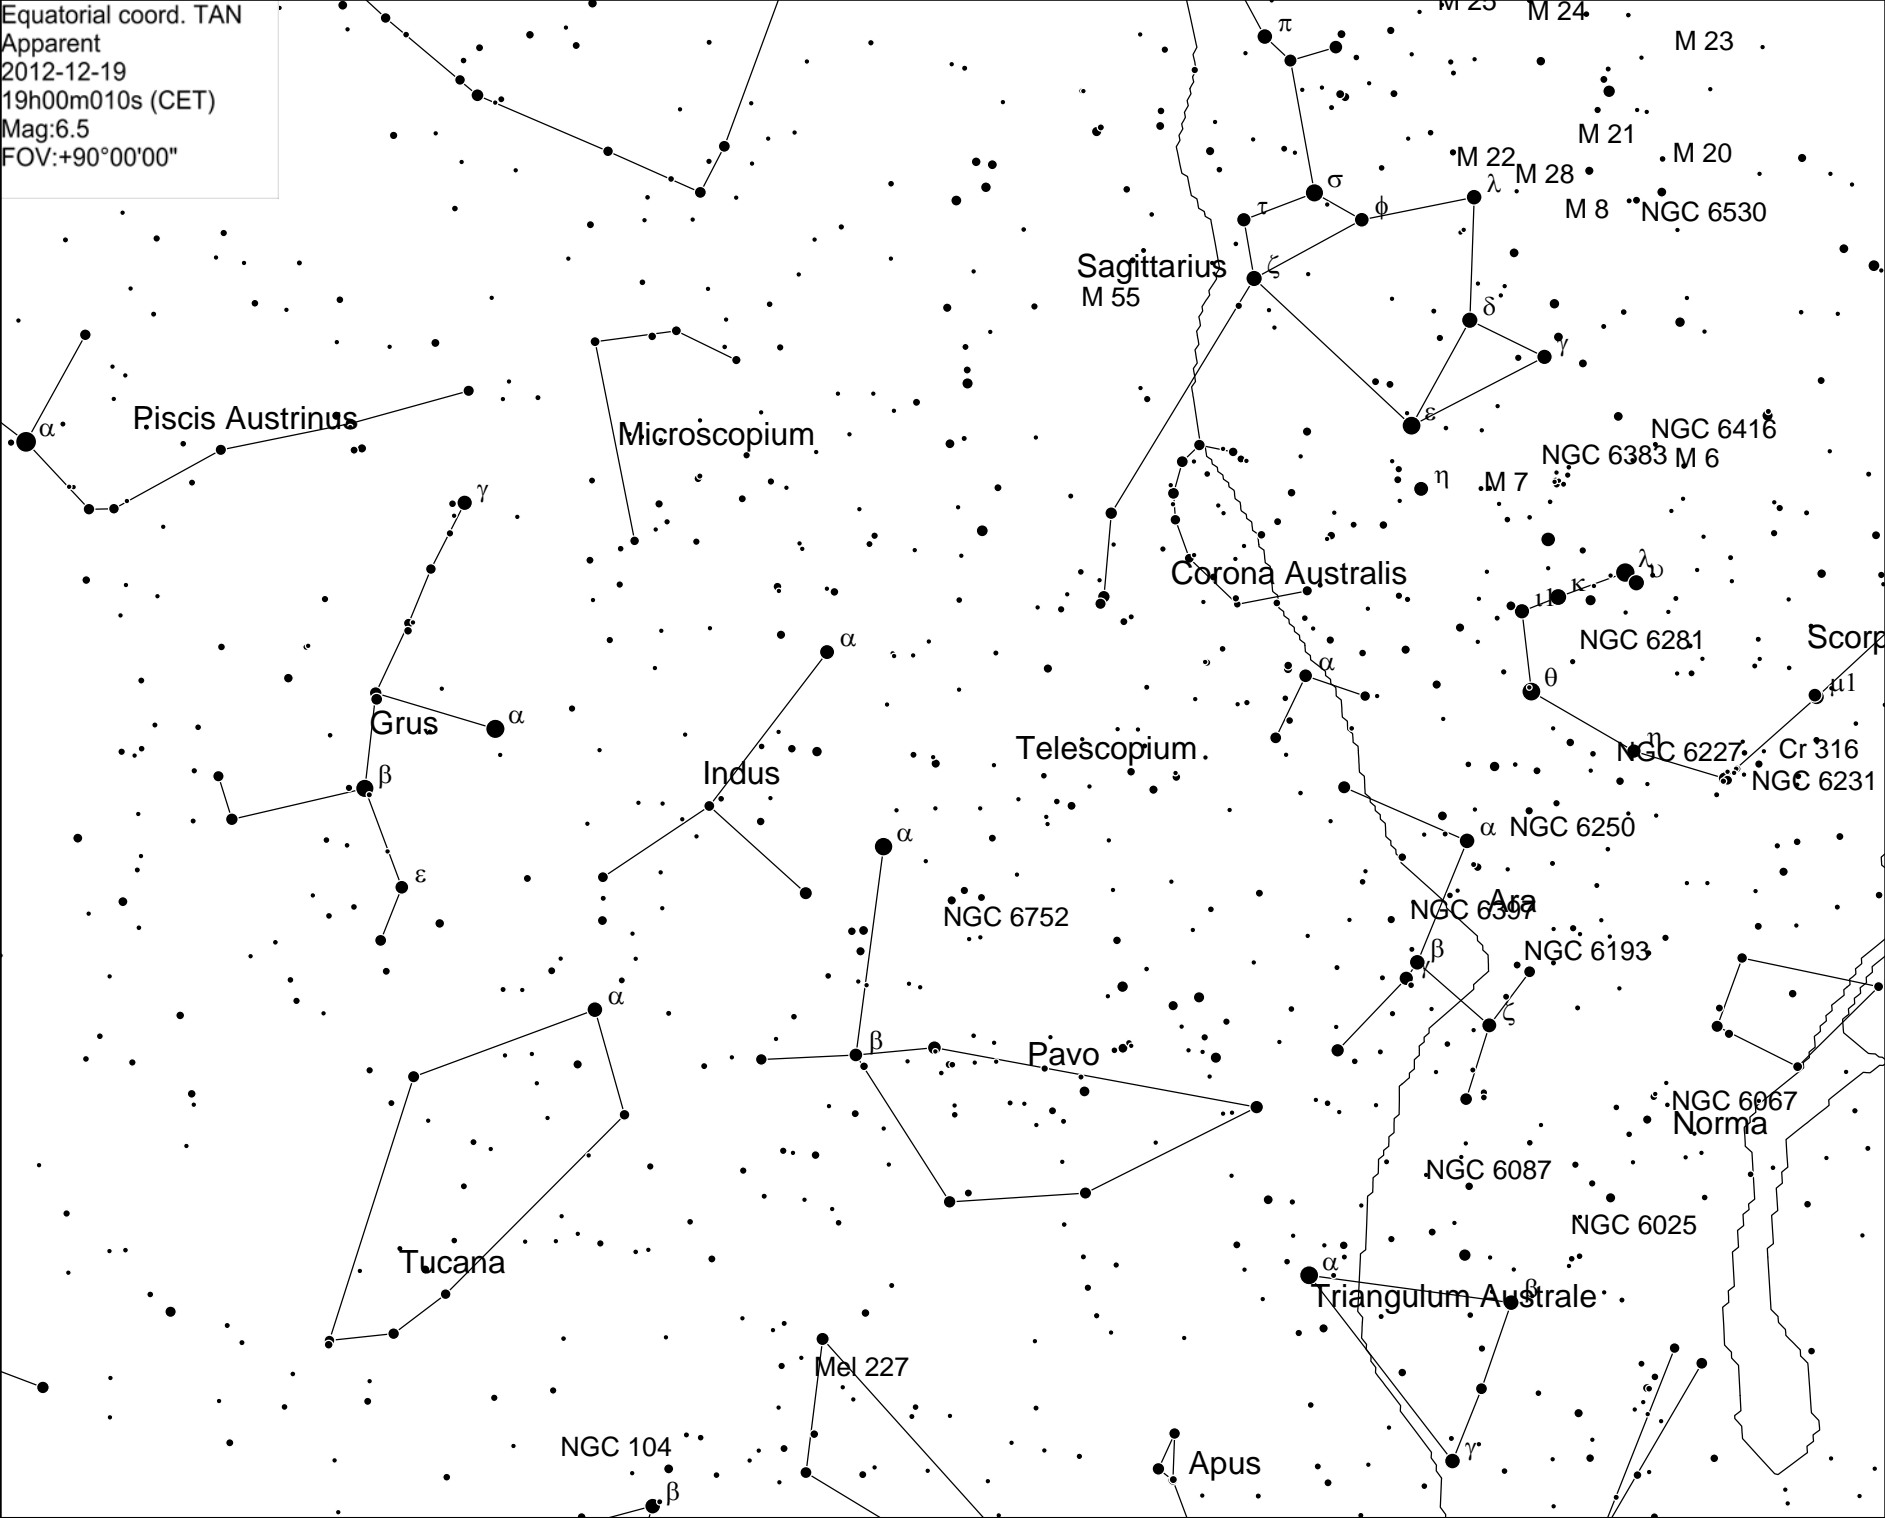 Equatorial coord. TAN
Apparent
2012-12-19
19h00m010s (CET)
Mag:6.5
FOV:+90°00'00"
M 25
M 24
M 23
π
M 21
M 20
M 22
M 28
λ
σ
τ
ϕ
M 8
NGC 6530
Sagittarius
ζ
M 55
δ
γ
Piscis Austrinus
α
Microscopium
ε
NGC 6416
NGC 6383
M 6
η
M 7
γ
Corona Australis
λ
υ
κ
ι1
NGC 6281
Scorp
α
α
θ
μ1
Grus
α
Telescopium
η
NGC 6227
Cr 316
NGC 6231
β
Indus
α
α
NGC 6250
ε
NGC 6752
NGC 6397
Ara
β
γ
NGC 6193
α
ζ
β
Pavo
NGC 6067
Norma
NGC 6087
NGC 6025
Tucana
α
Triangulum Australe
β
Mel 227
NGC 104
Apus
γ
β